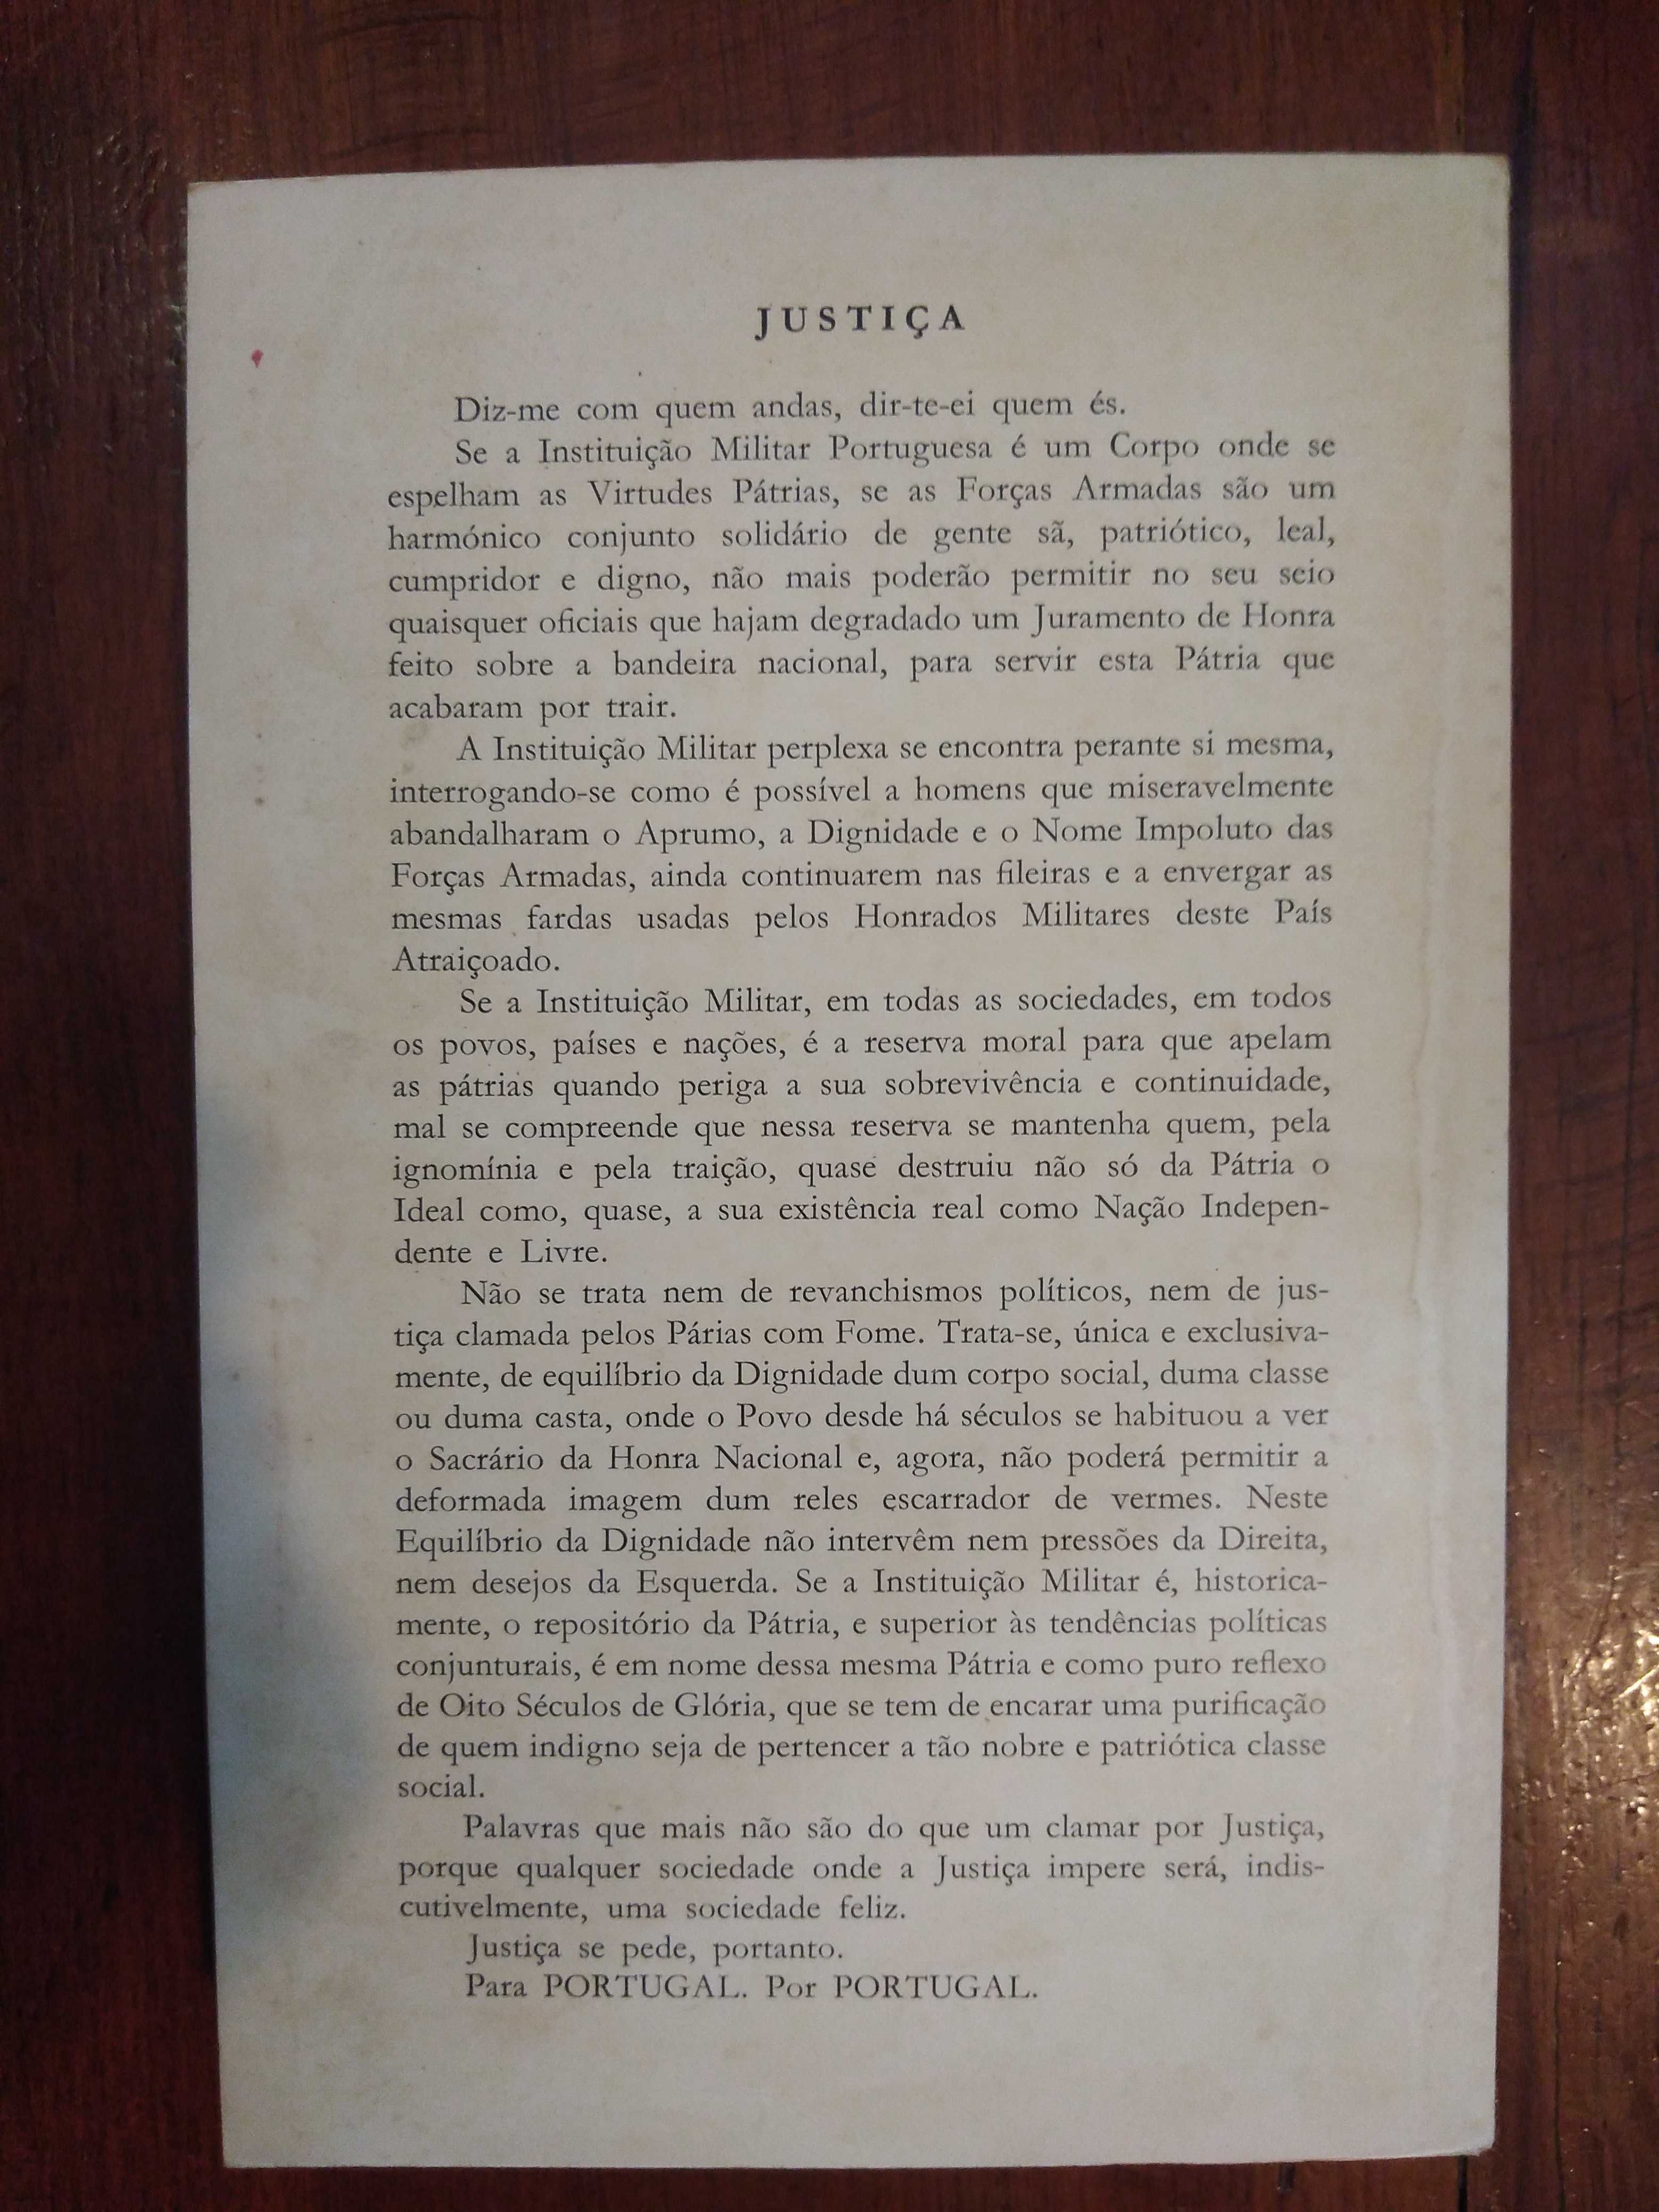 JUSTIÇA
Diz-me com quem andas, dir-te-ei quem és.
Se a Instituição Militar Portuguesa é um Corpo onde se
espelham as Virtudes Pátrias, se as Forças Armadas são um
harmónico conjunto solidário de gente sã, patriótico, leal,
cumpridor e digno, não mais poderão permitir no seu seio
quaisquer oficiais que hajam degradado um Juramento de Honra
feito sobre a bandeira nacional, para servir esta Pátria que
acabaram por trair.
A Instituição Militar perplexa se encontra perante si mesma,
interrogando-se como é possível a homens que miseravelmente
abandalharam o Aprumo, a Dignidade e o Nome Impoluto das
Forças Armadas, ainda continuarem nas fileiras e a envergar as
mesmas fardas usadas pelos Honrados Militares deste País
Atraiçoado.
Se a Instituição Militar, em todas as sociedades, em todos
os povos, países e nações, é a reserva moral para que apelam
as pátrias quando periga a sua sobrevivência e continuidade,
mal se compreende que nessa reserva se mantenha quem, pela
ignomínia e pela traição, quase destruiu não só da Pátria o
Ideal como, quase, a sua existência real como Nação Indepen-
dente e Livre.
Não se trata nem de revanchismos políticos, nem de jus-
tiça clamada pelos Párias com Fome. Trata-se, única e exclusiva-
mente, de equilíbrio da Dignidade dum corpo social, duma classe
ou duma casta, onde o Povo desde há séculos se habituou a ver
o Sacrário da Honra Nacional e, agora, não poderá permitir a
deformada imagem dum reles escarrador de vermes. Neste
Equilíbrio da Dignidade não intervêm nem pressões da Direita,
nem desejos da Esquerda. Se a Instituição Militar é, historica-
mente, o repositório da Pátria, e superior às tendências políticas
conjunturais, é em nome dessa mesma Pátria e como puro reflexo
de Oito Séculos de Glória, que se tem de encarar uma purificação
de quem indigno seja de pertencer a tão nobre e patriótica classe
social.
Palavras que mais não são do que um clamar por Justiça,
porque qualquer sociedade onde a Justiça impere será, indis-
cutivelmente, uma sociedade feliz.
Justiça se pede, portanto.
Para PORTUGAL. Por PORTUGAL.